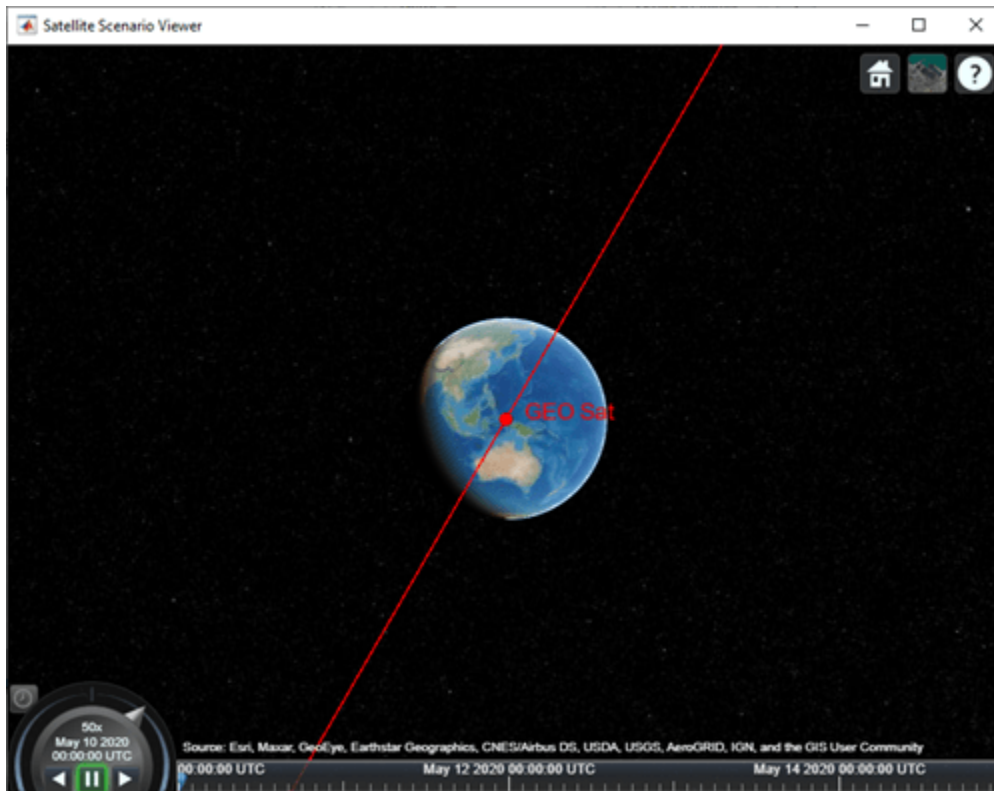 Satellite Scenario Viewer
?
GEO Sat
50x
May 10 2020
00:00:00 UTC
Source: Esri, Maxar, GeoEye, Earthstar Geographics, CNES/Airbus DS, USDA, USGS, AeroGRID, IGN, and the GIS User Community
00:00:00 UTC May 12 2020 00:00:00 UTC May 14 2020 00:00:00 UTC